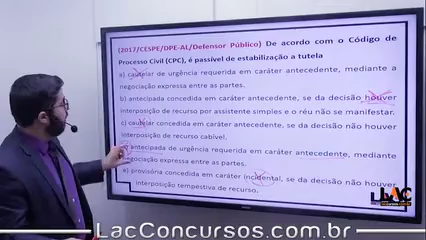 (2017/CESPE/DPE-AL/Defensor Público) De acordo com o Código de
Processo Civil (CPC), é passível de estabilização a tutela
a) cautelar de urgência requerida em caráter antecedente, mediante a
negociação expressa entre as partes.
b) antecipada concedida em caráter antecedente, se da decisão houver
interposição de recurso por assistente simples e o réu não se manifestar.
c) cautelar concedida em caráter antecedente, se da decisão não houver
interposição de recurso cabível.
d) antecipada de urgência requerida em caráter antecedente, mediante
negociação expressa entre as partes.
e) provisória concedida em caráter incidental, se da decisão não houver
interposição tempestiva de recurso.
LAC
LacConcursos.com.br